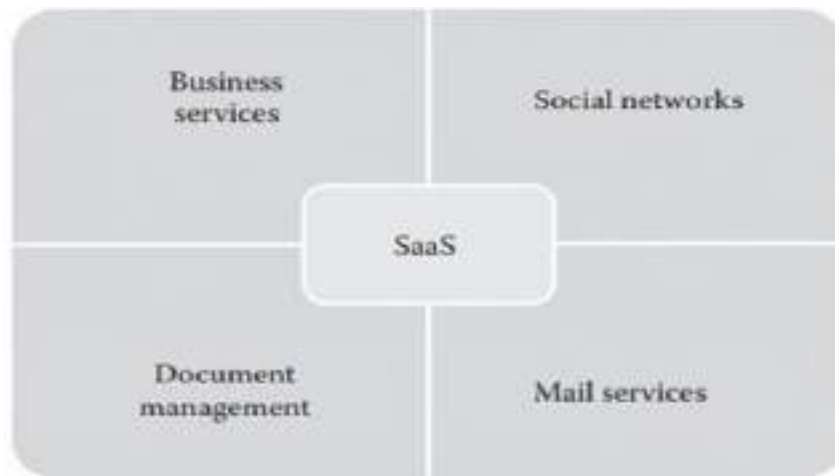 Business
services
Social networks
SaaS
Document
management
Mail services